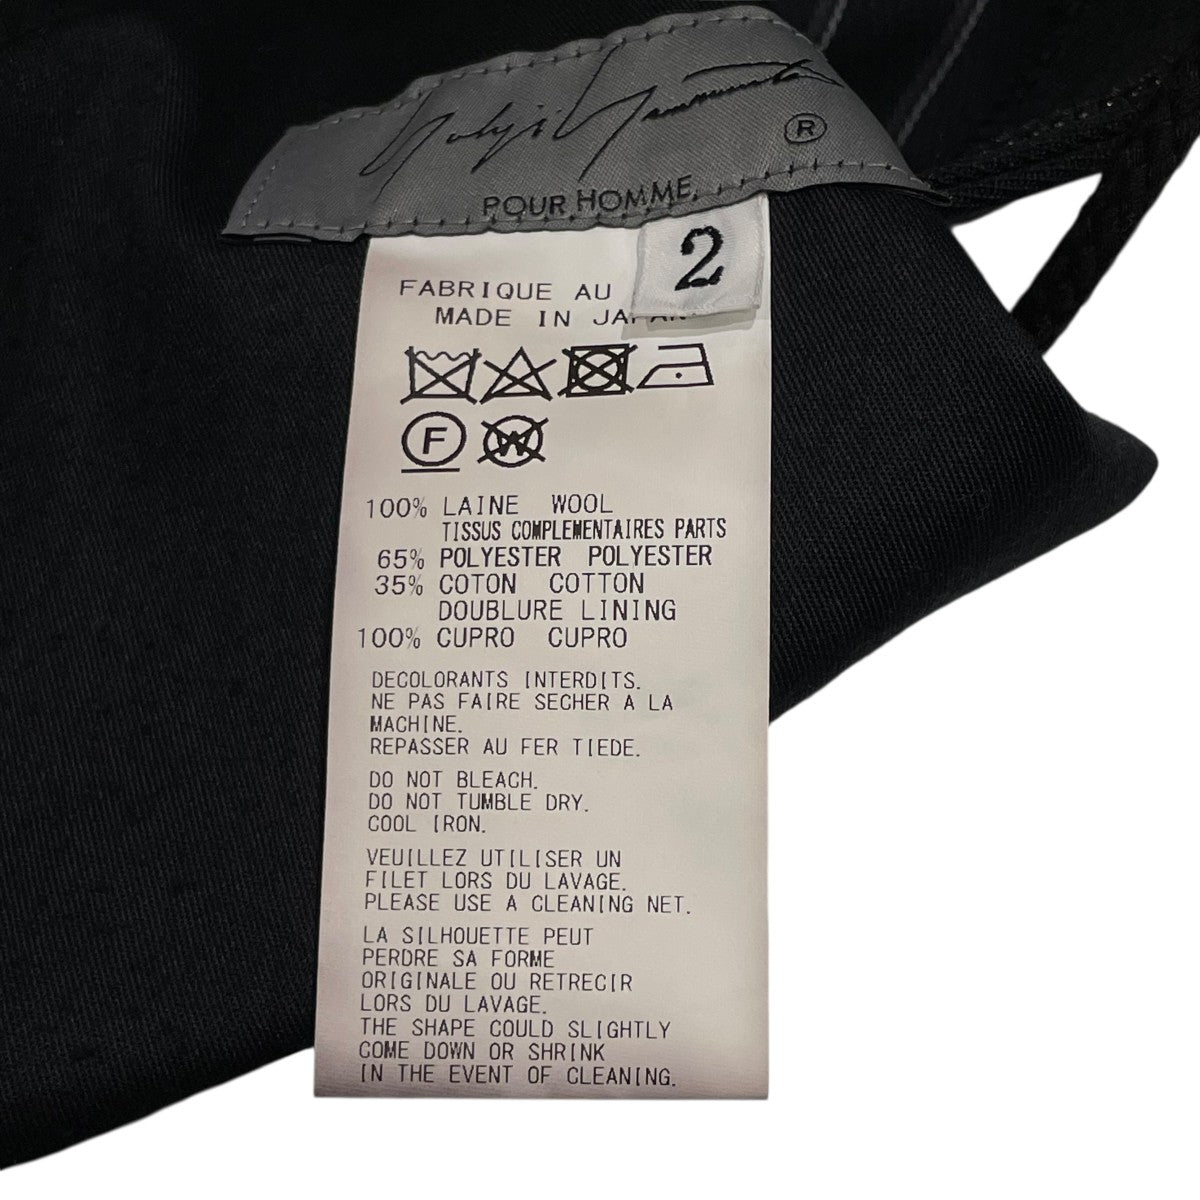 Yohji Yamamoto
®
POUR HOMME.
2
FABRIQUE AU
MADE IN JAPAN
F
W
100% LAINE WOOL
TISSUS COMPLEMENTAIRES PARTS
65% POLYESTER POLYESTER
35% COTON COTTON
DOUBLURE LINING
100% CUPRO CUPRO
DECOLORANTS INTERDITS.
NE PAS FAIRE SECHER A LA
MACHINE.
REPASSER AU FER TIEDE.
DO NOT BLEACH.
DO NOT TUMBLE DRY.
COOL IRON.
VEUILLEZ UTILISER UN
FILET LORS DU LAVAGE.
PLEASE USE A CLEANING NET.
LA SILHOUETTE PEUT
PERDRE SA FORME
ORIGINALE OU RETRECIR
LORS DU LAVAGE.
THE SHAPE COULD SLIGHTLY
COME DOWN OR SHRINK
IN THE EVENT OF CLEANING.